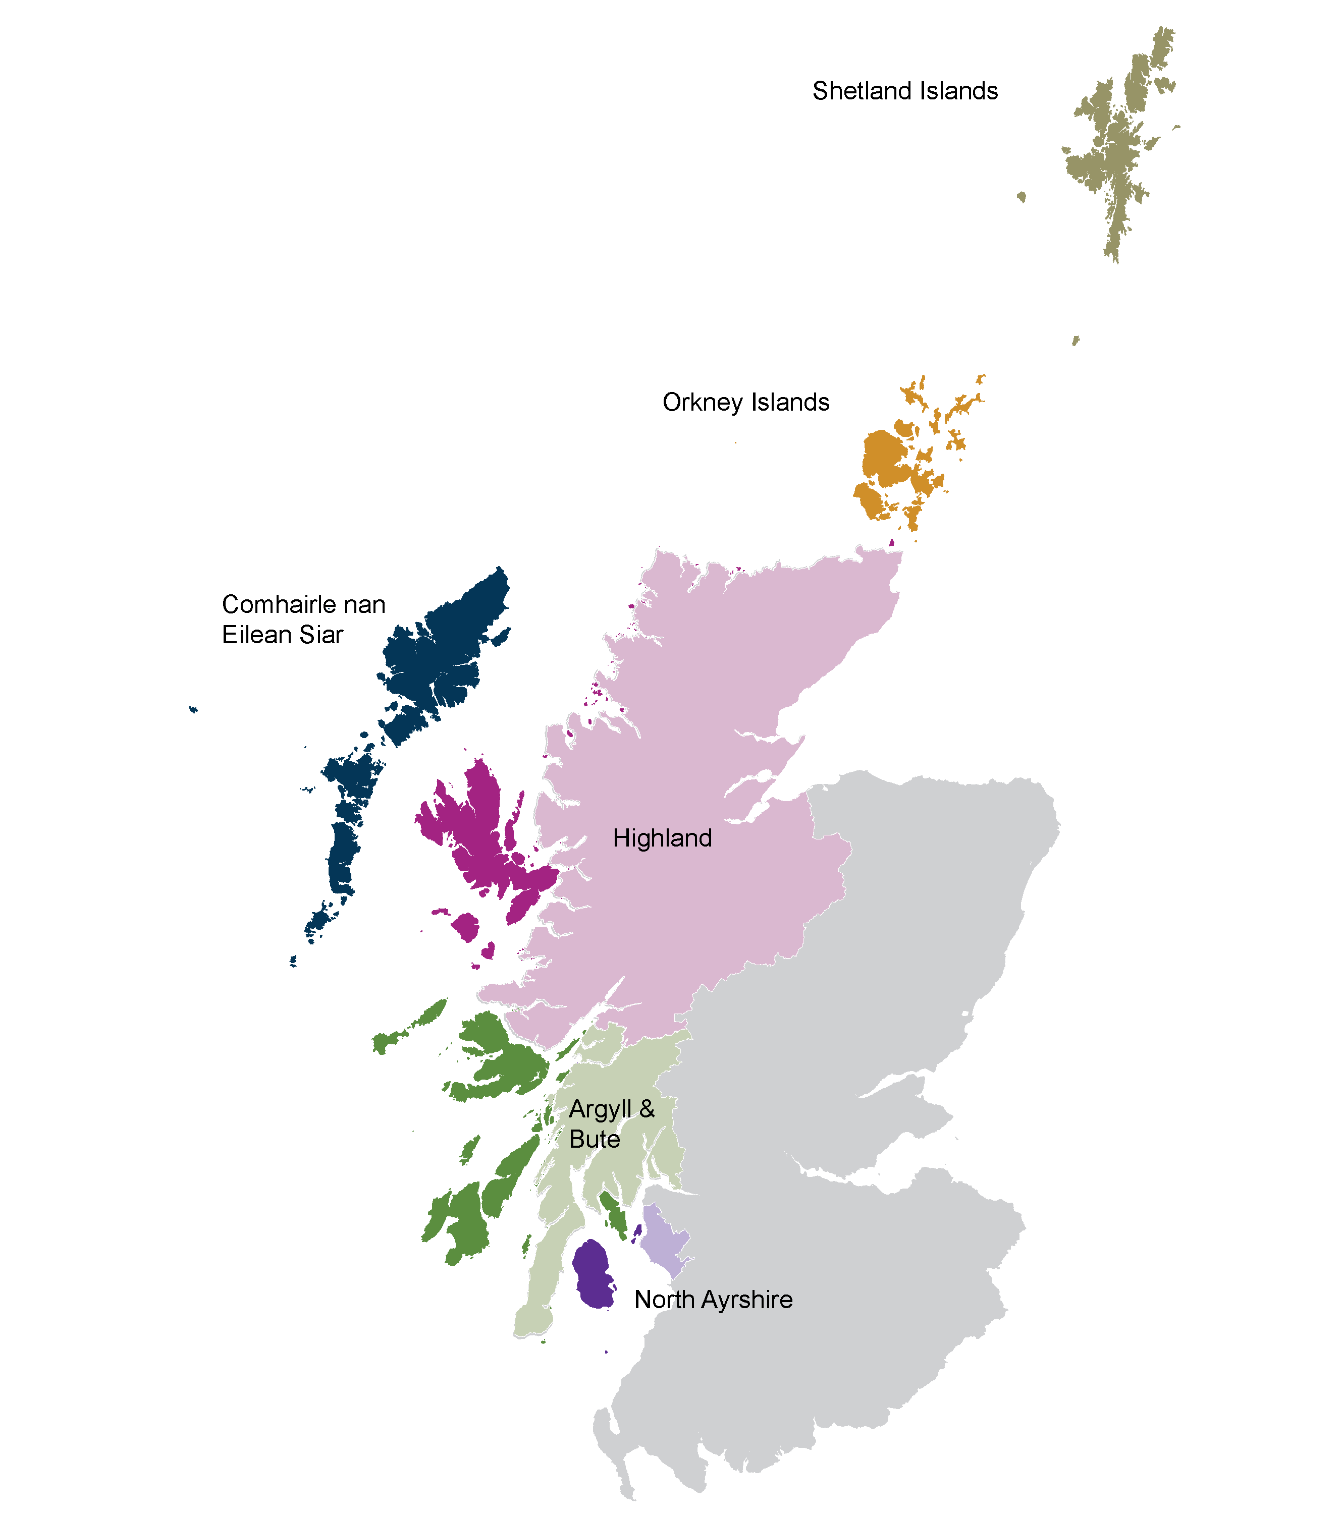 Shetland Islands
Orkney Islands
Comhairle nan
Eilean Siar
Highland
Argyll &
Bute
North Ayrshire